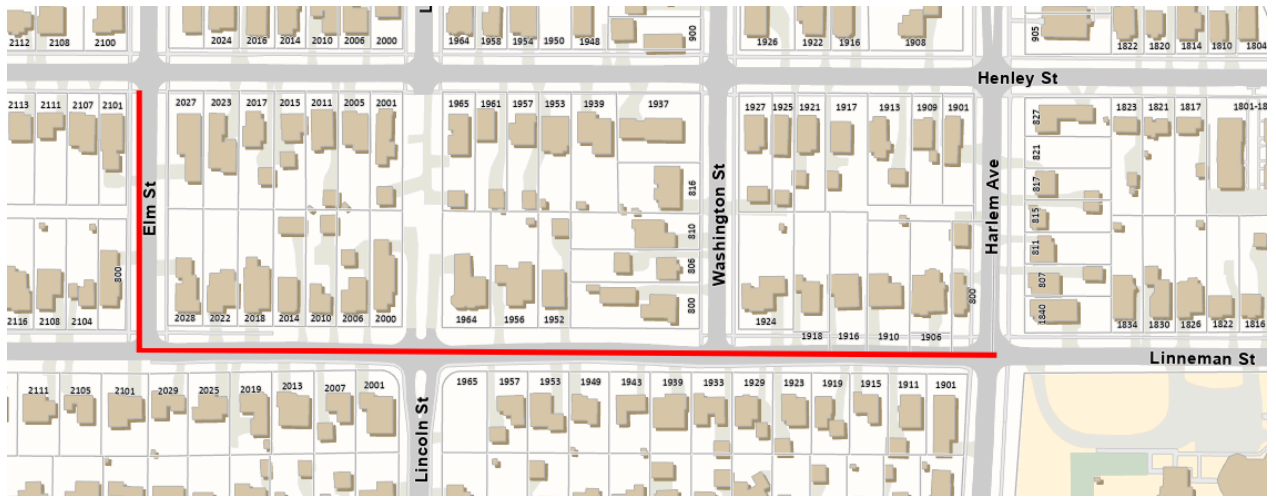 2112 2108 2100 2024 2016 2014 2010 2006 2000 1964 1958 1954 1950 1948 900 1926 1922 1916 1908 905 1822 1820 1814 1810 1804
Henley St
2113 2111 2107 2101 2027 2023 2017 2015 2011 2005 2001 1965 1961 1957 1953 1939 1937 1927 1925 1921 1917 1913 1909 1901 827 1823 1821 1817
821
816 817
815
810 811
Elm St
Washington St
Harlem Ave
800 806 800 807
800 1840
2116 2108 2104 2028 2022 2018 2014 2010 2006 2000 1964 1956 1952 1924 1918 1916 1910 1906 1834 1830 1826 1822 1816
Linneman St
2111 2105 2101 2029 2025 2019 2013 2007 2001 1965 1957 1953 1949 1943 1939 1933 1929 1923 1919 1915 1911 1901
Lincoln St